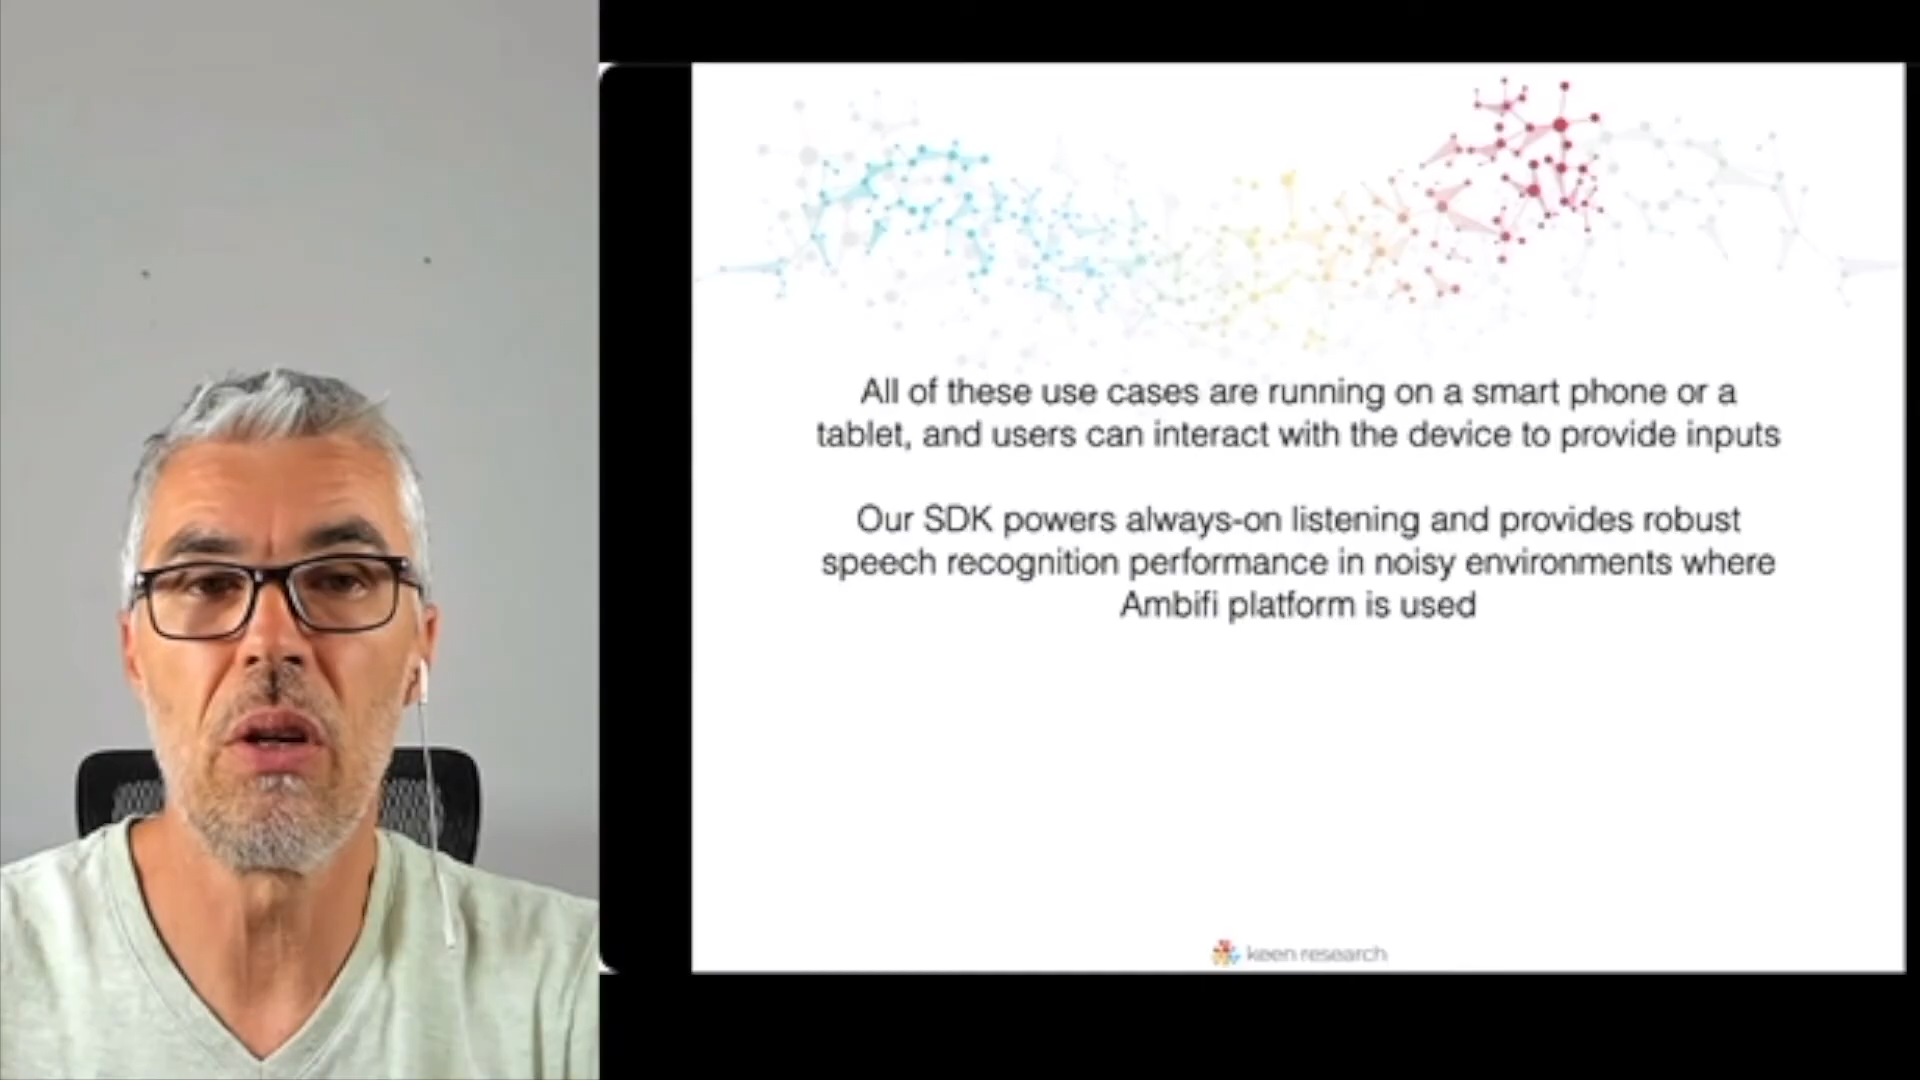 All of these use cases are running on a smart phone or a
tablet, and users can interact with the device to provide inputs
Our SDK powers always-on listening and provides robust
speech recognition performance in noisy environments where
Ambifi platform is used
keen research